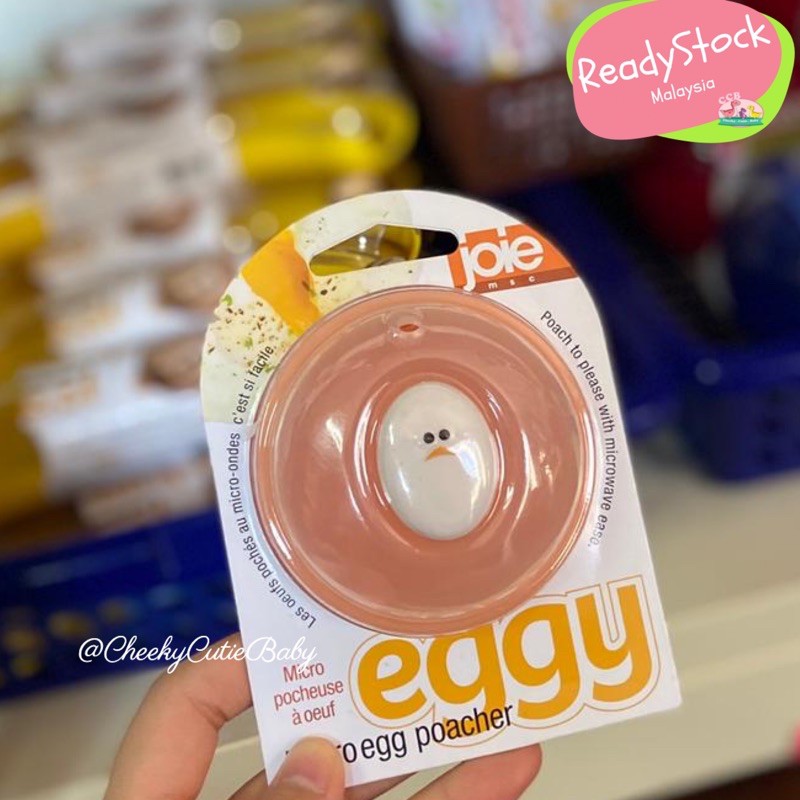 ReadyStock
Malaysia
CCB
joie
msc
Poach to please with microwave ease.
Les oeufs pochés au micro-ondes c'est si facile
@CheekyCutieBaby
eggy
Micro
pocheuse
à oeuf
egg poacher